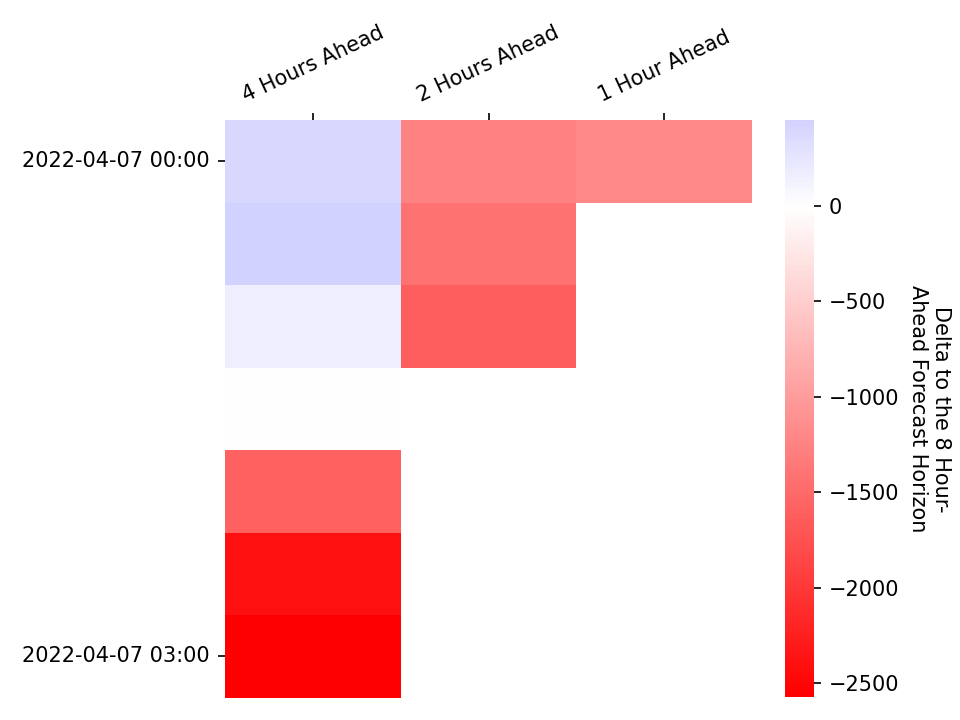 4 Hours Ahead
2 Hours Ahead
1 Hour Ahead
2022-04-07 00:00
2022-04-07 03:00
0
−500
−1000
−1500
−2000
−2500
Delta to the 8 Hour-
Ahead Forecast Horizon